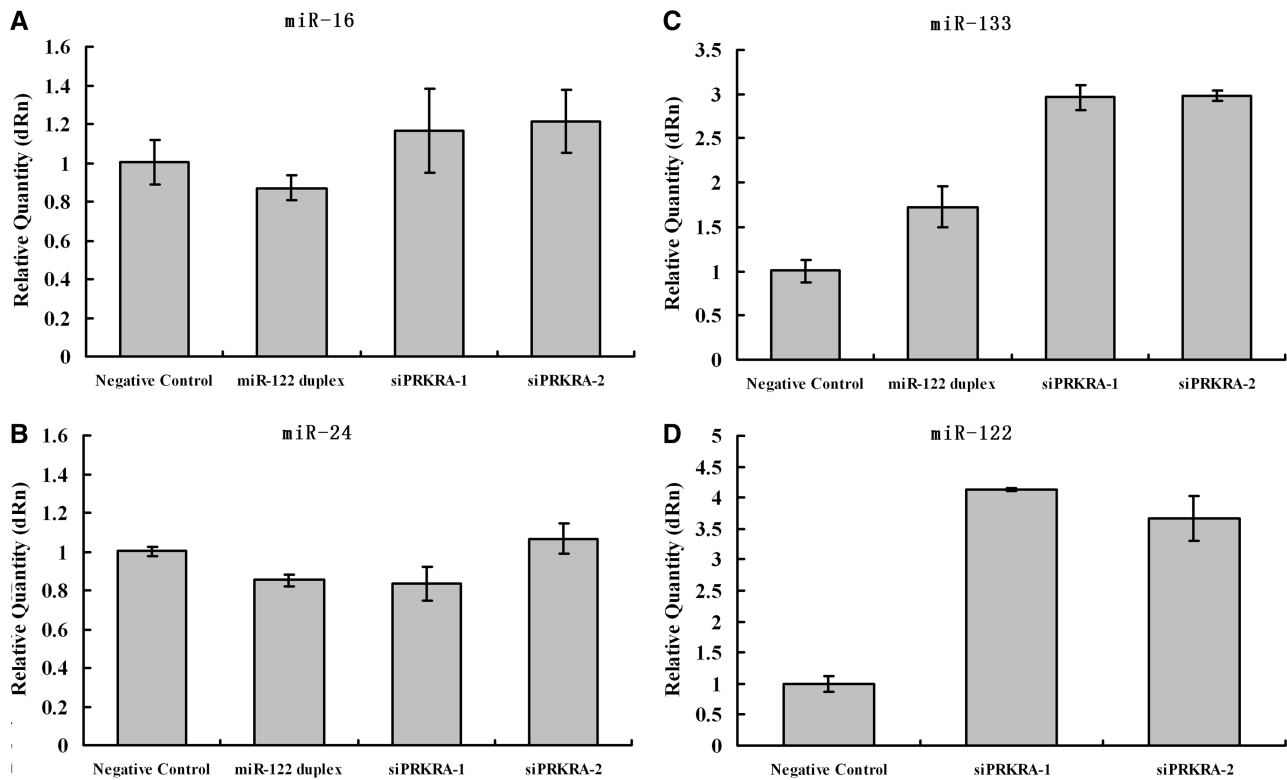 A
miR-16
Relative Quantity (dRn)
1.6
1.4
1.2
1
0.8
0.6
0.4
0.2
0
Negative Control miR-122 duplex siPRKRA-1 siPRKRA-2
B
miR-24
Relative Quantity (dRn)
1.6
1.4
1.2
1
0.8
0.6
0.4
0.2
0
Negative Control miR-122 duplex siPRKRA-1 siPRKRA-2
C
miR-133
Relative Quantity (dRn)
3.5
3
2.5
2
1.5
1
0.5
0
Negative Control miR-122 duplex siPRKRA-1 siPRKRA-2
D
miR-122
Relative Quantity (dRn)
5
4.5
4
3.5
3
2.5
2
1.5
1
0.5
0
Negative Control siPRKRA-1 siPRKRA-2